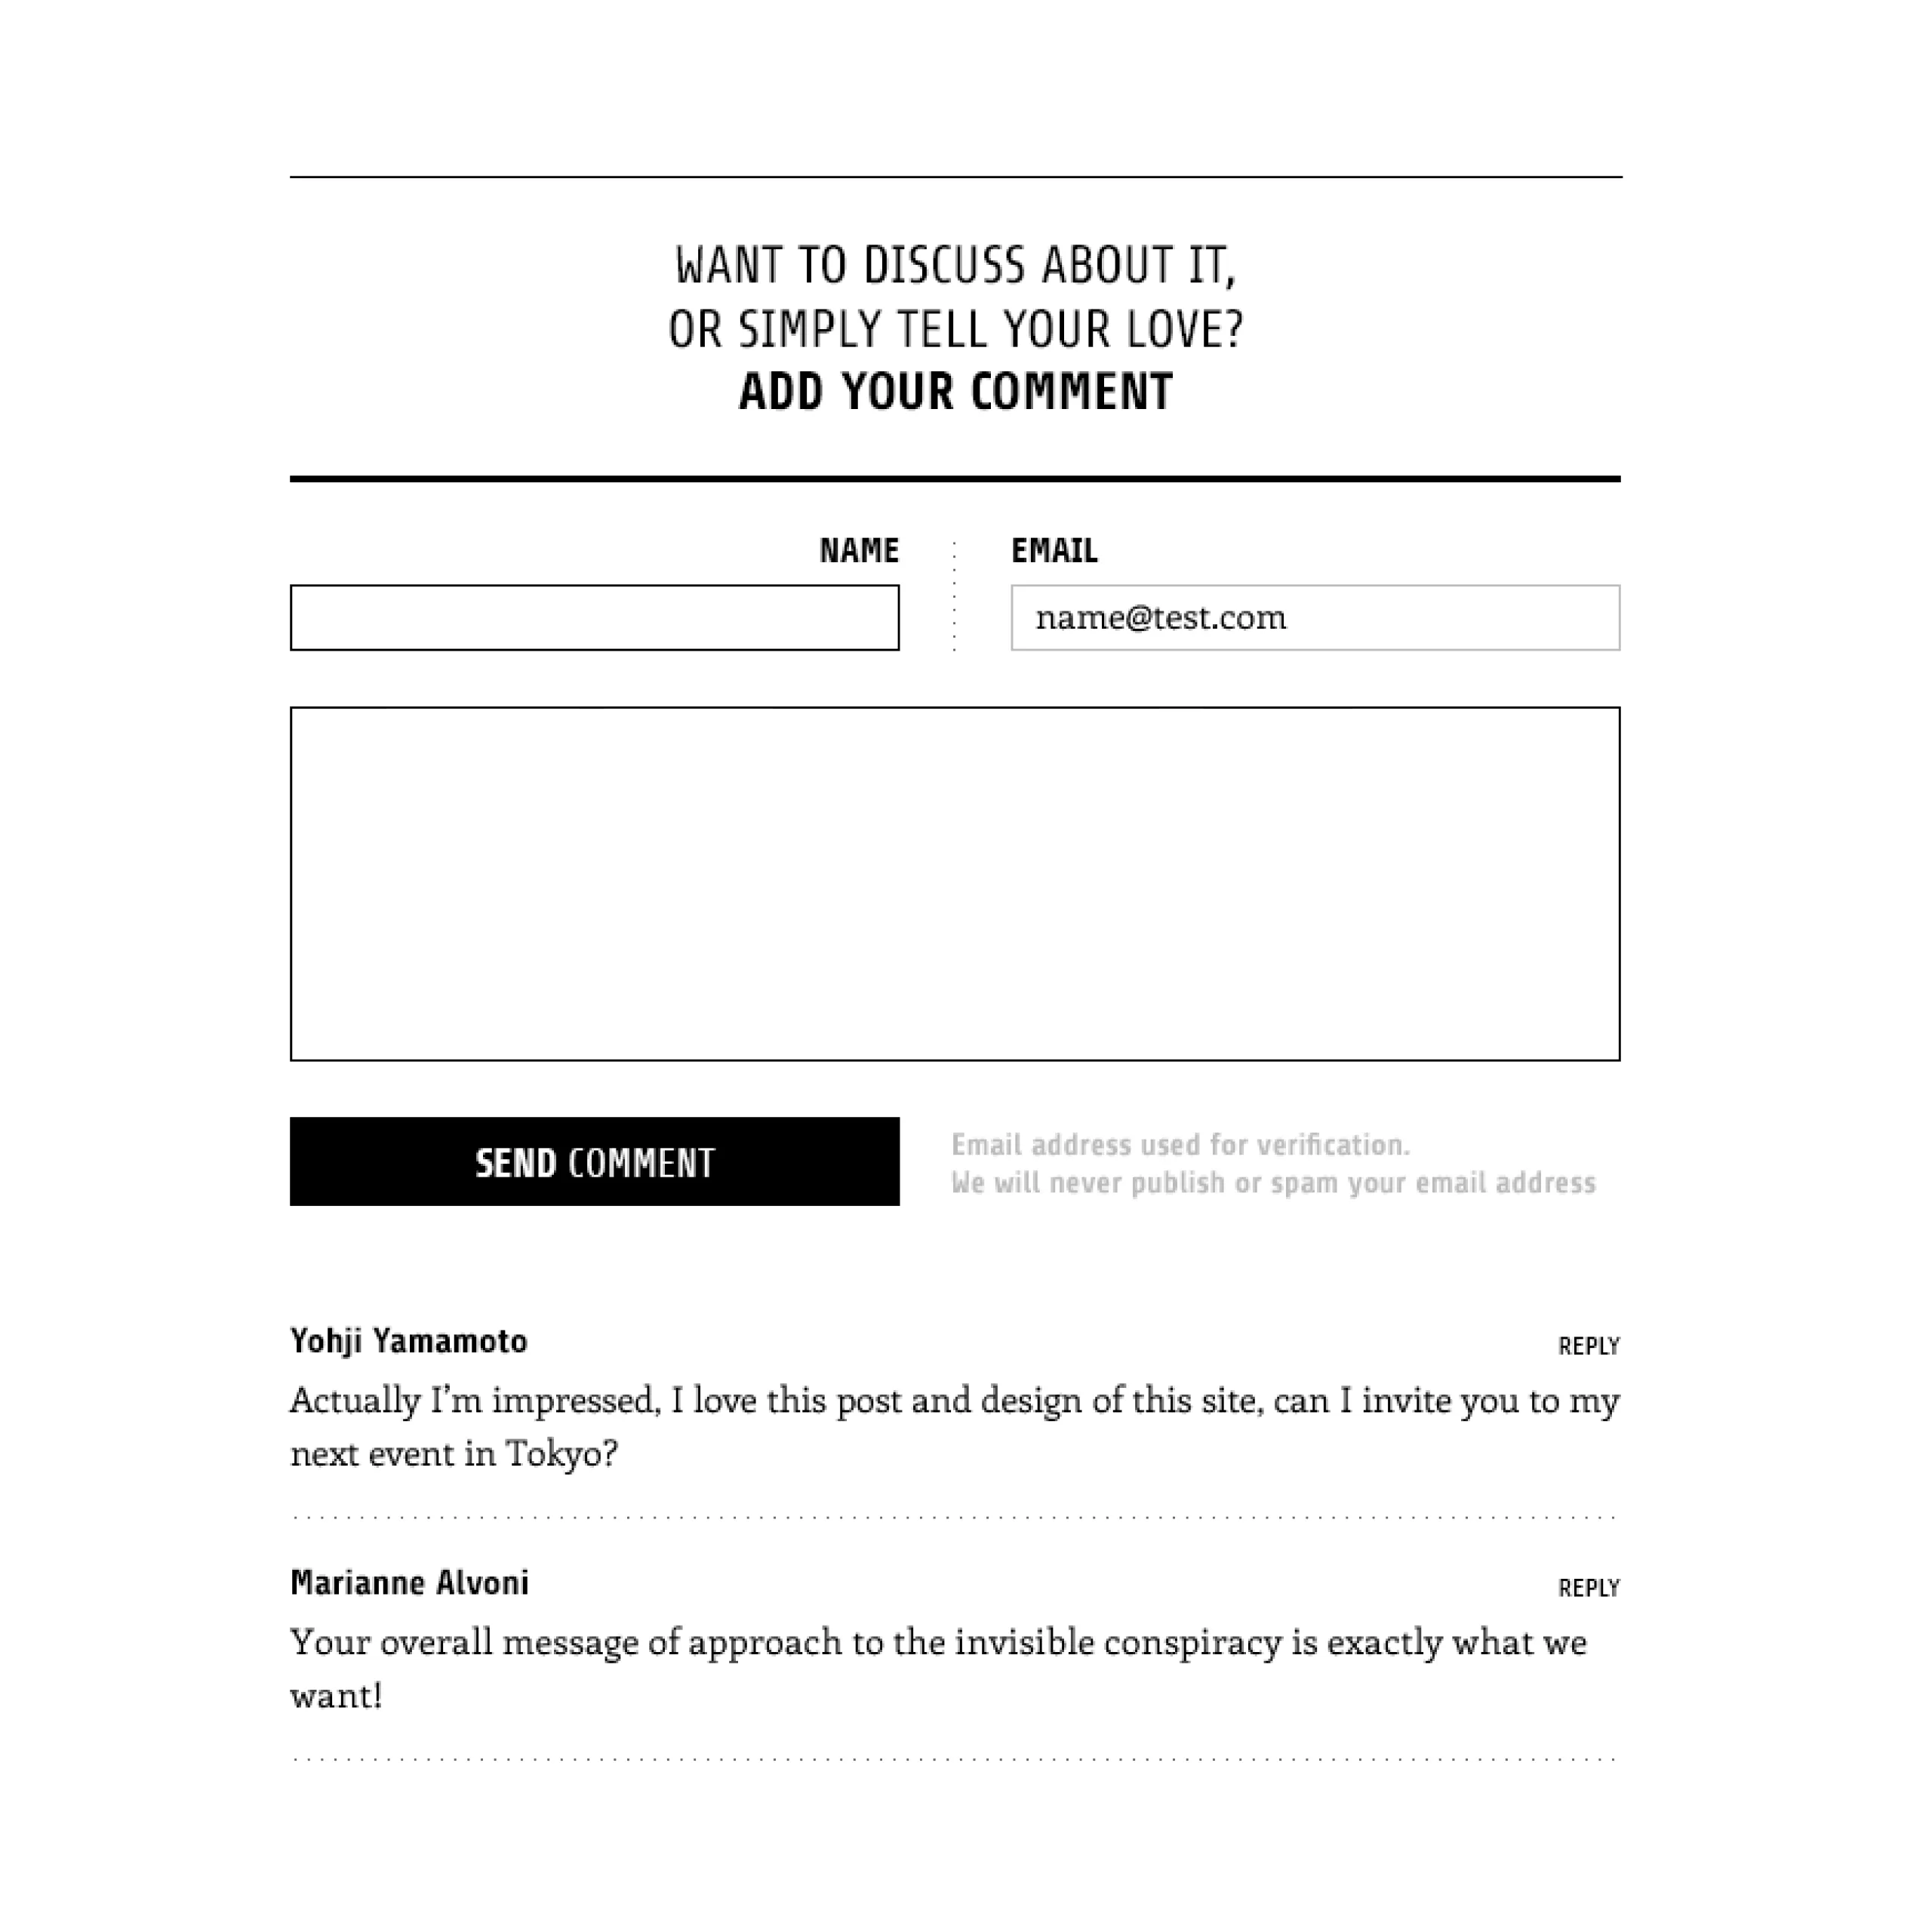 WANT TO DISCUSS ABOUT IT,
OR SIMPLY TELL YOUR LOVE?
ADD YOUR COMMENT
NAME
EMAIL
name@test.com
SEND COMMENT
Email address used for verification.
We will never publish or spam your email address
Yohji Yamamoto
REPLY
Actually I’m impressed, I love this post and design of this site, can I invite you to my
next event in Tokyo?
Marianne Alvoni
REPLY
Your overall message of approach to the invisible conspiracy is exactly what we
want!